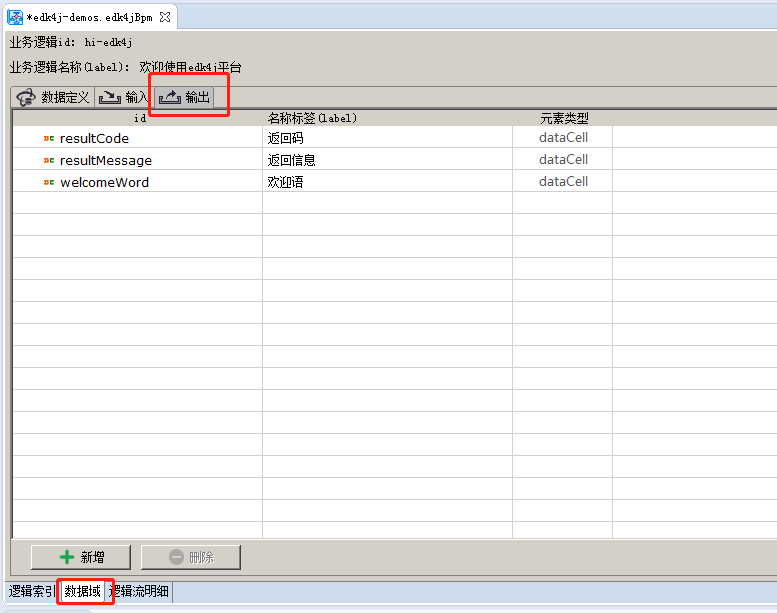 *edk4j-demos.edk4jBpm
业务逻辑id: hi-edk4j
业务逻辑名称(label): 欢迎使用edk4j平台
数据定义 输入 输出
id 名称标签(label) 元素类型
resultCode 返回码 dataCell
resultMessage 返回信息 dataCell
welcomeWord 欢迎语 dataCell
新增 删除
逻辑索引 数据域 逻辑流明细